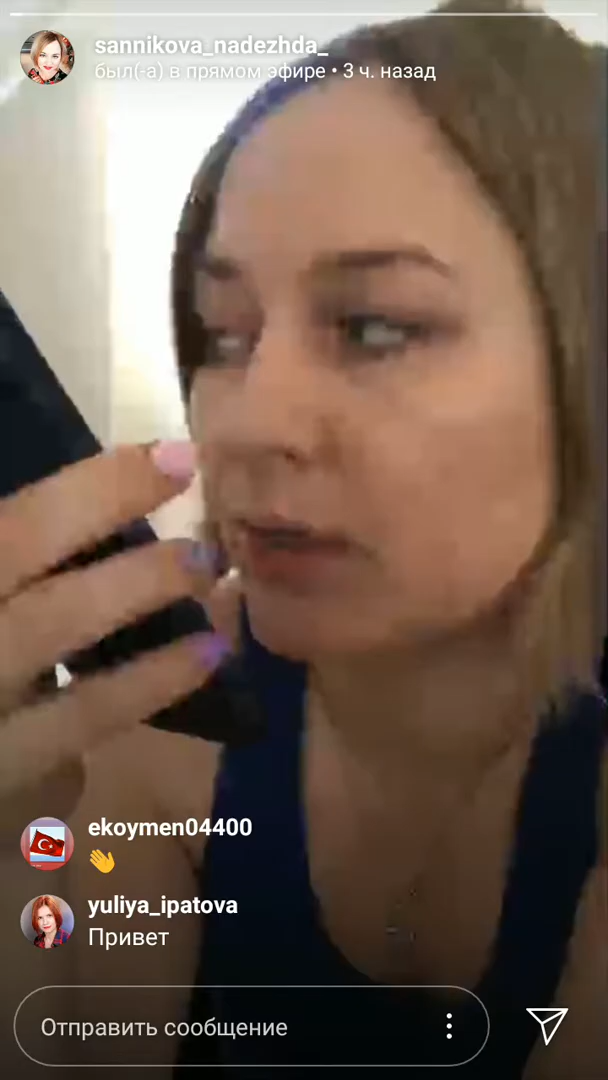 sannikova_nadezhda_
был(-а) в прямом эфире • 3 ч. назад
ekoymen04400
👋
yuliya_ipatova
Привет
Отправить сообщение